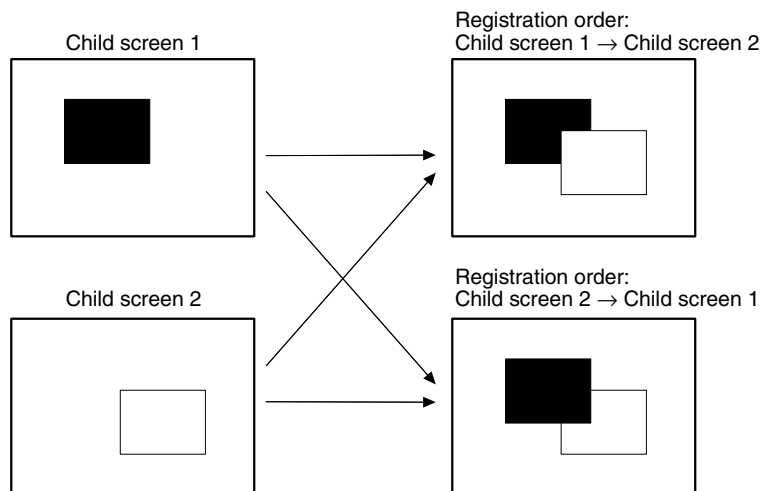 Child screen 1
Registration order:
Child screen 1 → Child screen 2
Child screen 2
Registration order:
Child screen 2 → Child screen 1